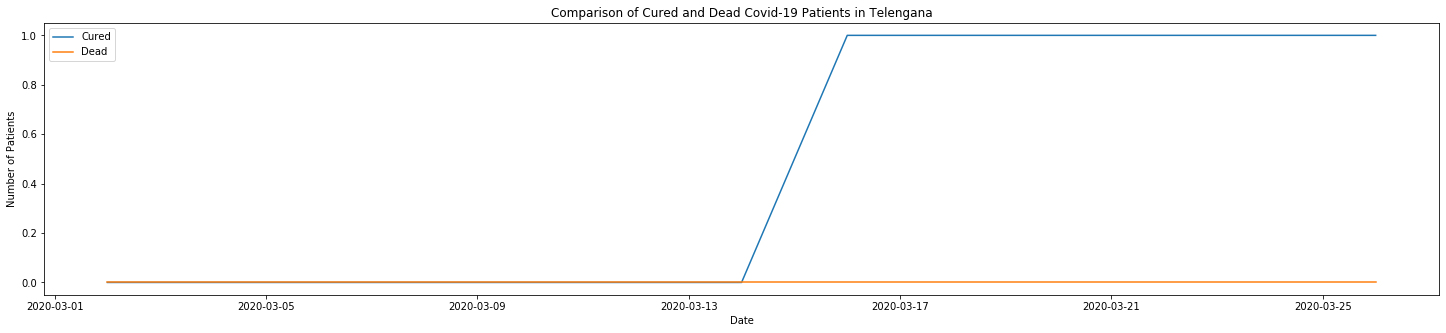 Comparison of Cured and Dead Covid-19 Patients in Telengana
Cured
Dead
Number of Patients
1.0
0.8
0.6
0.4
0.2
0.0
2020-03-01 2020-03-05 2020-03-09 2020-03-13 2020-03-17 2020-03-21 2020-03-25
Date